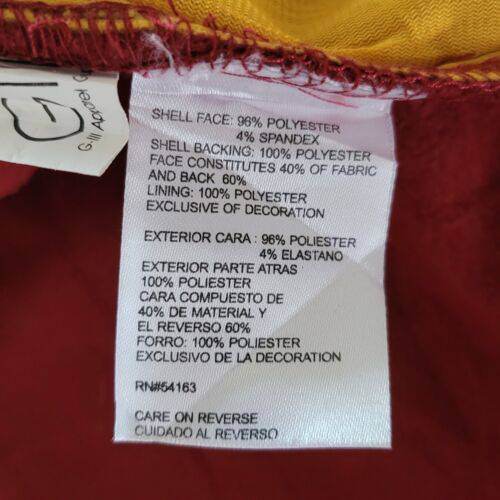 G
G.III Apparel G
SHELL FACE: 96% POLYESTER
4% SPANDEX
SHELL BACKING: 100% POLYESTER
FACE CONSTITUTES 40% OF FABRIC
AND BACK 60%
LINING: 100% POLYESTER
EXCLUSIVE OF DECORATION
EXTERIOR CARA : 96% POLIESTER
4% ELASTANO
EXTERIOR PARTE ATRAS
100% POLIESTER
CARA COMPUESTO DE
40% DE MATERIAL Y
EL REVERSO 60%
FORRO: 100% POLIESTER
EXCLUSIVO DE LA DECORATION
RN#54163
CARE ON REVERSE
CUIDADO AL REVERSO